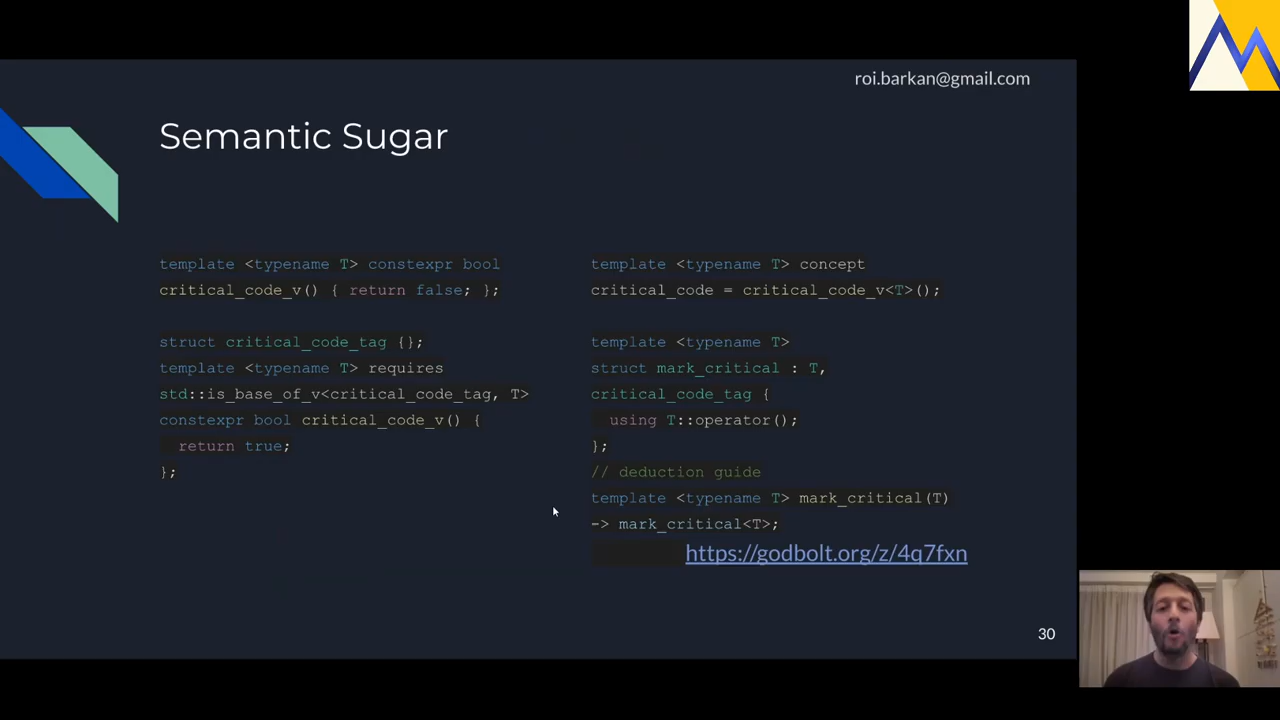 roi.barkan@gmail.com
Semantic Sugar
template <typename T> constexpr bool
critical_code_v() { return false; };
struct critical_code_tag {};
template <typename T> requires
std::is_base_of_v<critical_code_tag, T>
constexpr bool critical_code_v() {
return true;
};
template <typename T> concept
critical_code = critical_code_v<T>();
template <typename T>
struct mark_critical : T,
critical_code_tag {
using T::operator();
};
// deduction guide
template <typename T> mark_critical(T)
-> mark_critical<T>;
https://godbolt.org/z/4q7fxn
30